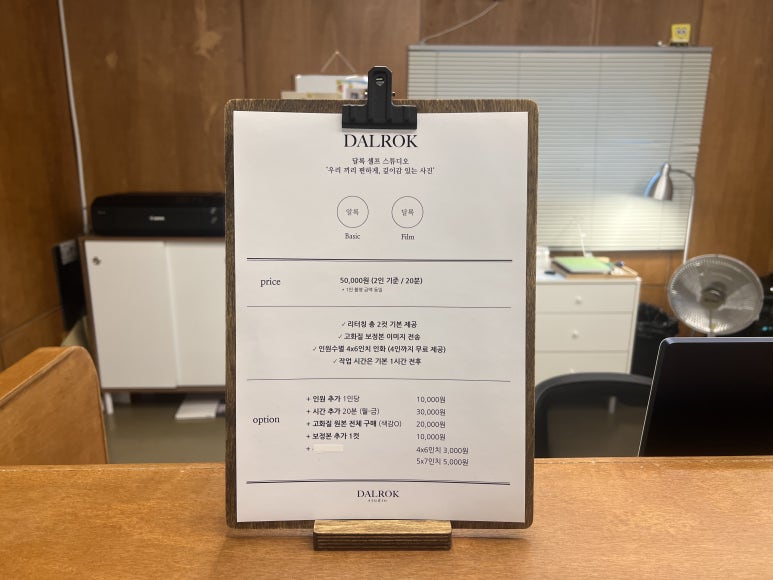 DALROK
달록 셀프 스튜디오
'우리 끼리 편하게, 깊이감 있는 사진'
달록 달록
Basic Film
price 50,000원 (2인 기준 / 20분)
+ 1인 촬영 금액 동일
✓ 리터칭 총 2컷 기본 제공
✓ 고화질 보정본 이미지 전송
✓ 인원수별 4x6인치 인화 (4인까지 무료 제공)
✓ 작업 시간은 기본 1시간 전후
option
+ 인원 추가 1인당 10,000원
+ 시간 추가 20분 (월-금) 30,000원
+ 고화질 원본 전체 구매 (색감O) 20,000원
+ 보정본 추가 1컷 10,000원
+ 4x6인치 3,000원
5x7인치 5,000원
DALROK
studio
Canon